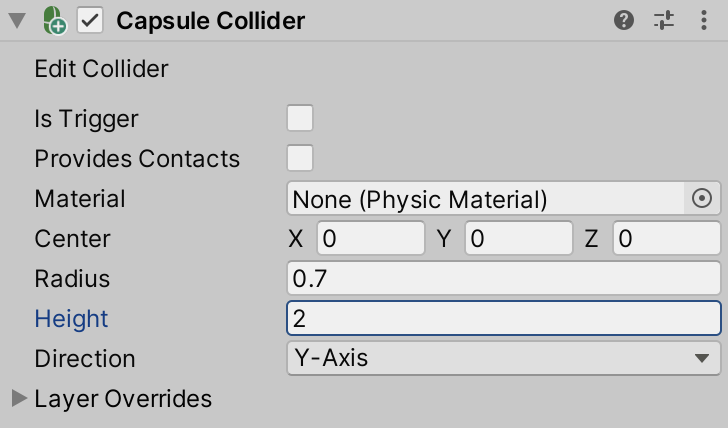 Capsule Collider
Edit Collider
Is Trigger
Provides Contacts
Material None (Physic Material)
Center X 0 Y 0 Z 0
Radius 0.7
Height 2
Direction Y-Axis
Layer Overrides